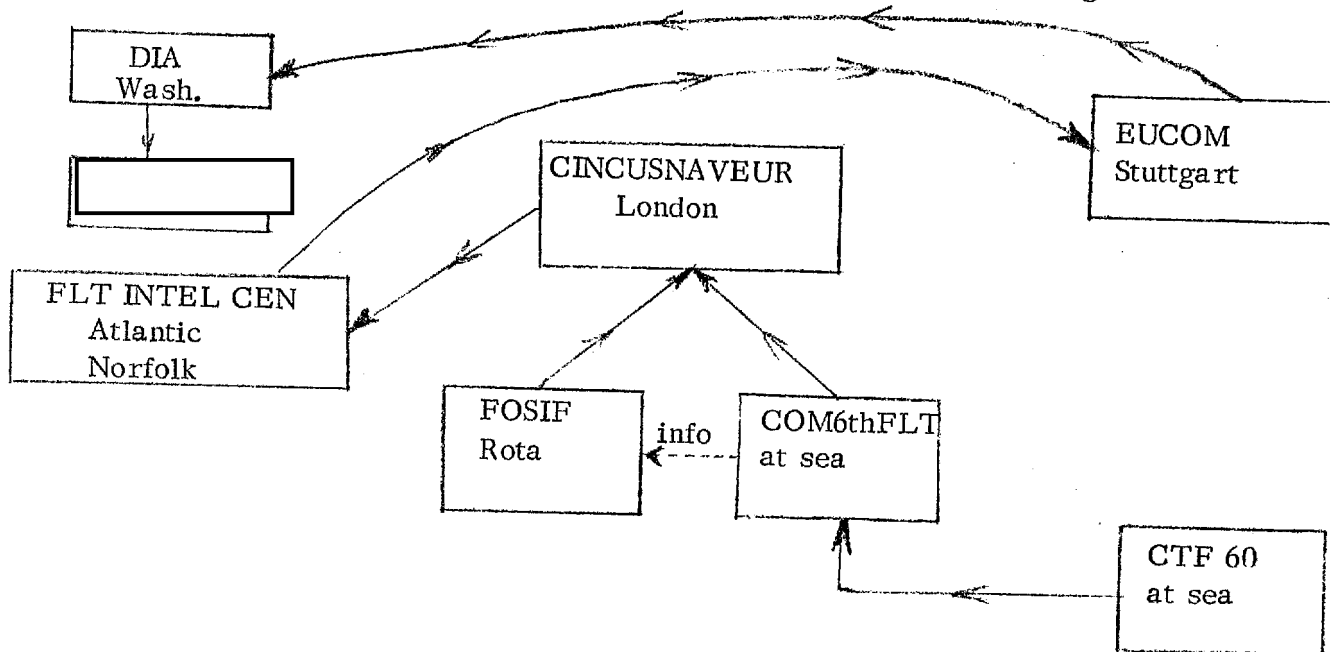 DIA
Wash.
EUCOM
Stuttgart
CINCUSNAVEUR
London
FLT INTEL CEN
Atlantic
Norfolk
FOSIF
Rota
info
COM6thFLT
at sea
CTF 60
at sea